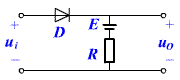 + D E +
ui R uo
− −